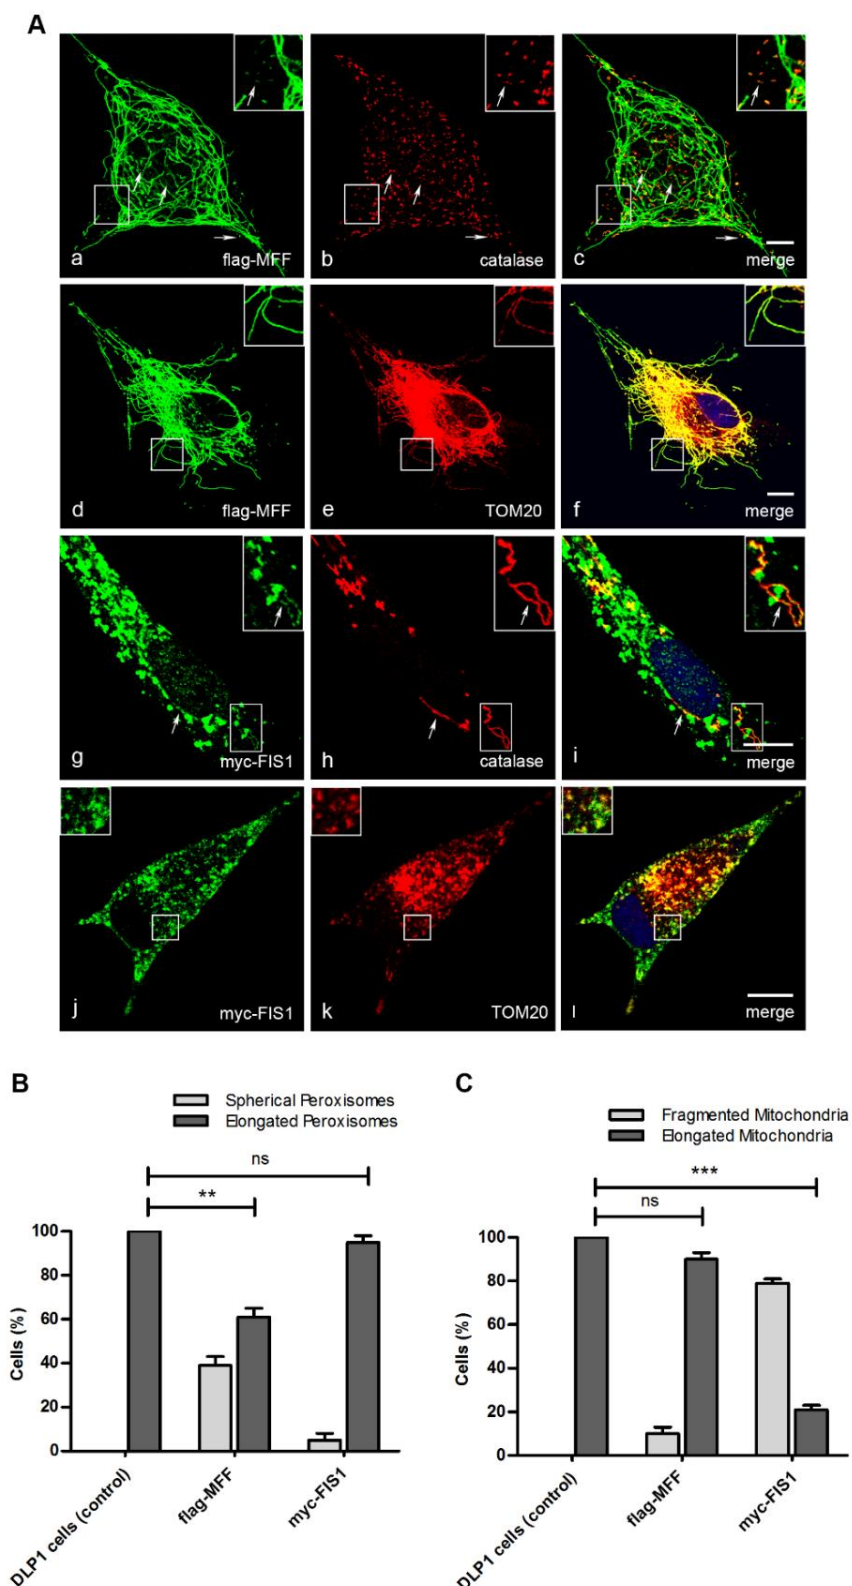 A
a flag-MFF
b catalase
c merge
d flag-MFF
e TOM20
f merge
g myc-FIS1
h catalase
i merge
j myc-FIS1
k TOM20
l merge
B
Spherical Peroxisomes
Elongated Peroxisomes
ns
**
100
80
60
40
20
0
Cells (%)
DLP1 cells (control)
flag-MFF
myc-FIS1
C
Fragmented Mitochondria
Elongated Mitochondria
***
ns
100
80
60
40
20
0
Cells (%)
DLP1 cells (control)
flag-MFF
myc-FIS1